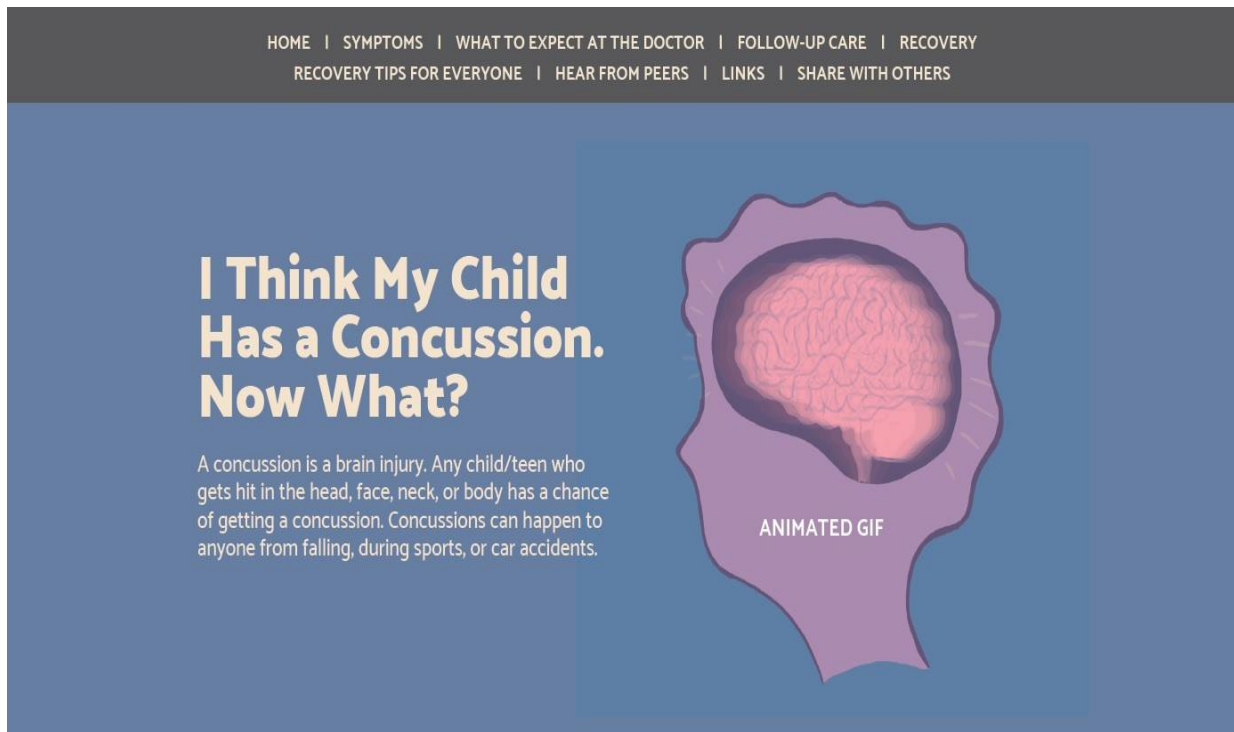 HOME | SYMPTOMS | WHAT TO EXPECT AT THE DOCTOR | FOLLOW-UP CARE | RECOVERY
RECOVERY TIPS FOR EVERYONE | HEAR FROM PEERS | LINKS | SHARE WITH OTHERS
I Think My Child
Has a Concussion.
Now What?
A concussion is a brain injury. Any child/teen who
gets hit in the head, face, neck, or body has a chance
of getting a concussion. Concussions can happen to
anyone from falling, during sports, or car accidents.
ANIMATED GIF